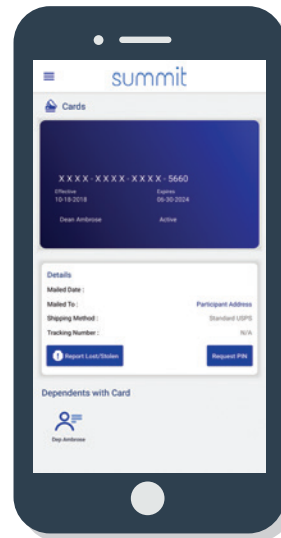 summit
Cards
XXXX-XXXX-XXXX-5660
Effective Expires
10-18-2018 06-30-2024
Dean Ambrose Active
Details
Mailed Date :
Mailed To : Participant Address
Shipping Method : Standard USPS
Tracking Number : N/A
! Report Lost/Stolen Request PIN
Dependents with Card
Dep Ambrose